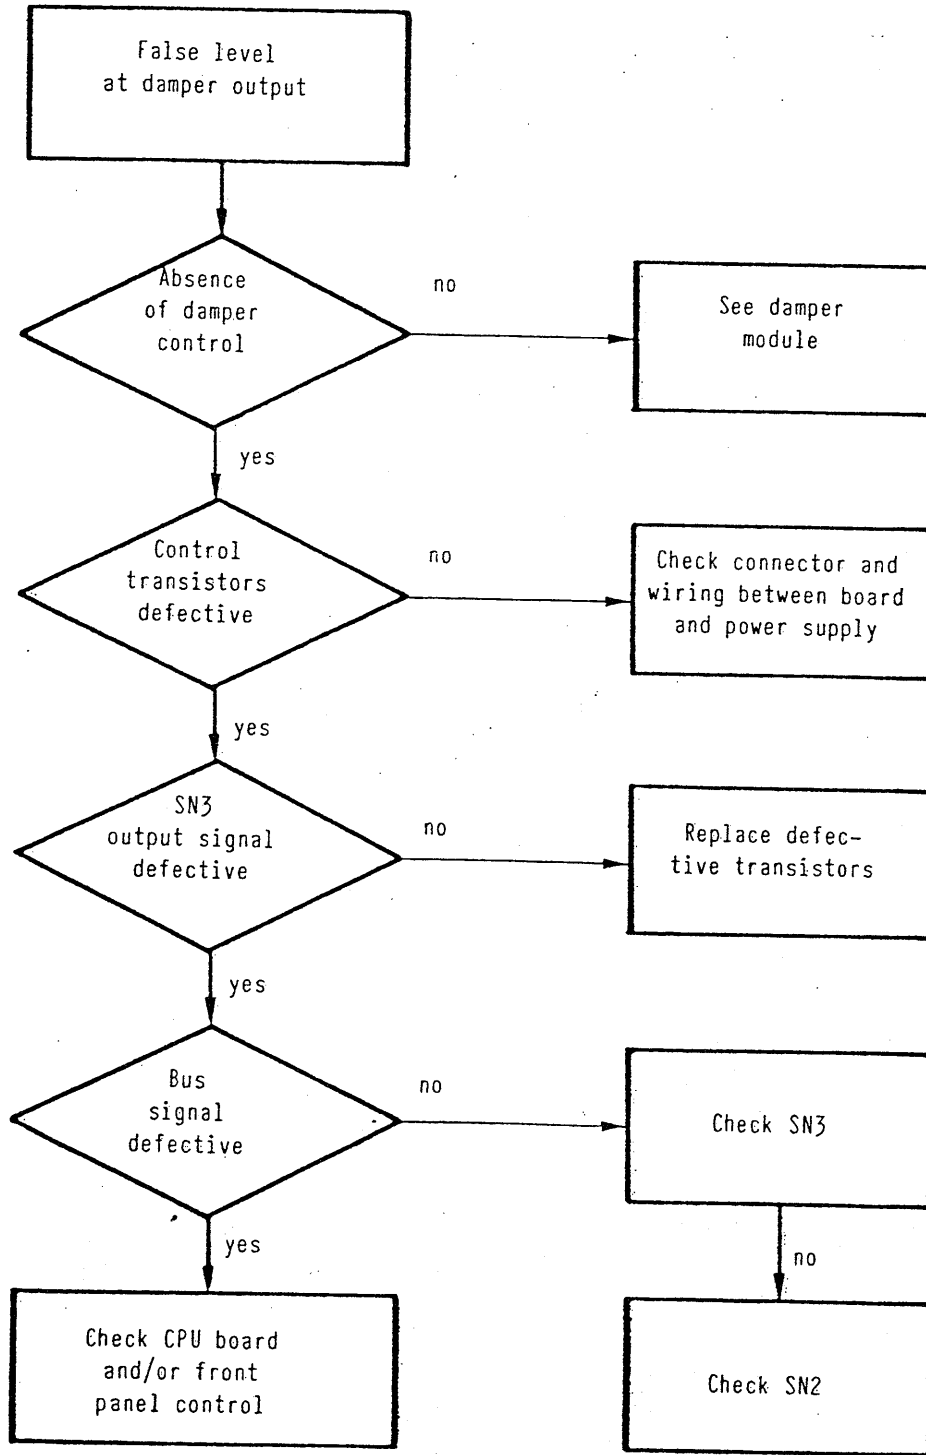 False level
at damper output
Absence
of damper
control
no
See damper
module
yes
Control
transistors
defective
no
Check connector and
wiring between board
and power supply
yes
SN3
output signal
defective
no
Replace defec-
tive transistors
yes
Bus
signal
defective
no
Check SN3
yes
no
Check CPU board
and/or front
panel control
Check SN2